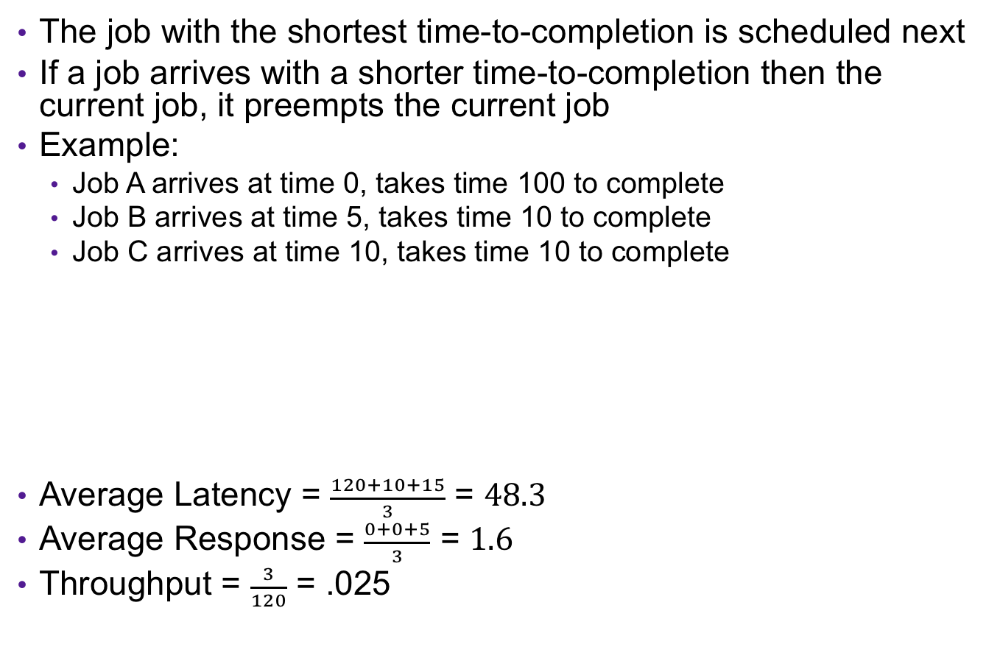 • The job with the shortest time-to-completion is scheduled next
• If a job arrives with a shorter time-to-completion then the
current job, it preempts the current job
• Example:
• Job A arrives at time 0, takes time 100 to complete
• Job B arrives at time 5, takes time 10 to complete
• Job C arrives at time 10, takes time 10 to complete
• Average Latency = \frac{120+10+15}{3} = 48.3
• Average Response = \frac{0+0+5}{3} = 1.6
• Throughput = \frac{3}{120} = .025